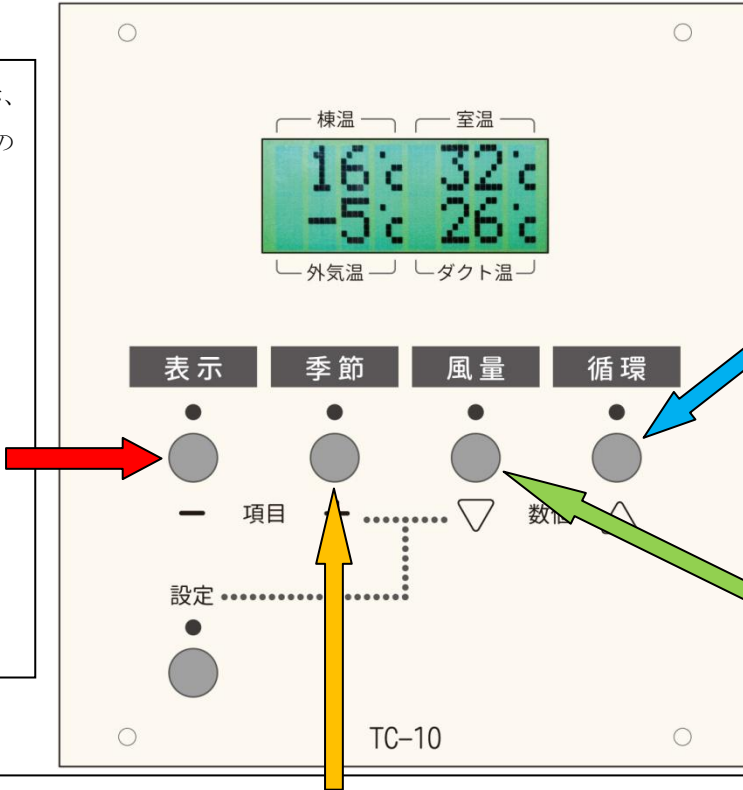 、
の
棟温 室温
16℃ 32℃
-5℃ 26℃
外気温 ダクト温
表示 季節 風量 循環
− 項目 + ▽ 数値 △
設定
TC−10